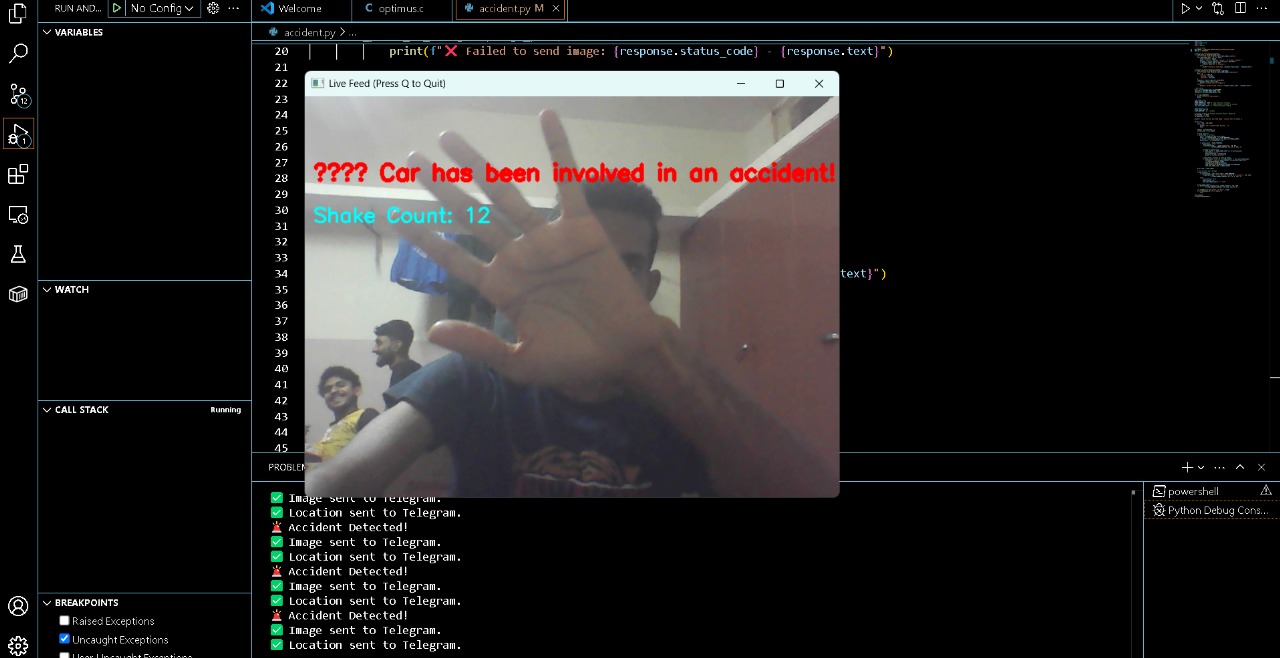 RUN AND... No Config ...
Welcome
optimus.c
accident.py M
accident.py > ...
VARIABLES
20 print(f"❌ Failed to send image: {response.status_code} - {response.text}")
21
22
23
24
25
26
27
28
29
30
31
32
33
34 text}")
35
36
37
38
39
40
41
42
43
44
45
Live Feed (Press Q to Quit)
???? Car has been involved in an accident!
Shake Count: 12
12
1
WATCH
CALL STACK Running
BREAKPOINTS
Raised Exceptions
Uncaught Exceptions
User Uncaught Exceptions
PROBLEM
✅ Image sent to Telegram.
✅ Location sent to Telegram.
🚨 Accident Detected!
✅ Image sent to Telegram.
✅ Location sent to Telegram.
🚨 Accident Detected!
✅ Image sent to Telegram.
✅ Location sent to Telegram.
🚨 Accident Detected!
✅ Image sent to Telegram.
✅ Location sent to Telegram.
powershell
Python Debug Cons...